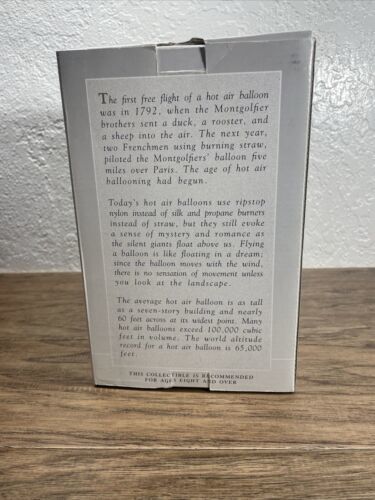 The first free flight of a hot air balloon
was in 1792, when the Montgolfier
brothers sent a duck, a rooster, and
a sheep into the air. The next year,
two Frenchmen using burning straw,
piloted the Montgolfiers' balloon five
miles over Paris. The age of hot air
ballooning had begun.
Today's hot air balloons use ripstop
nylon instead of silk and propane burners
instead of straw, but they still evoke
a sense of mystery and romance as
the silent giants float above us. Flying
a balloon is like floating in a dream;
since the balloon moves with the wind,
there is no sensation of movement unless
you look at the landscape.
The average hot air balloon is as tall
as a seven-story building and nearly
60 feet across at its widest point. Many
hot air balloons exceed 100,000 cubic
feet in volume. The world altitude
record for a hot air balloon is 65,000
feet.
THIS COLLECTIBLE IS RECOMMENDED
FOR AGES EIGHT AND OVER